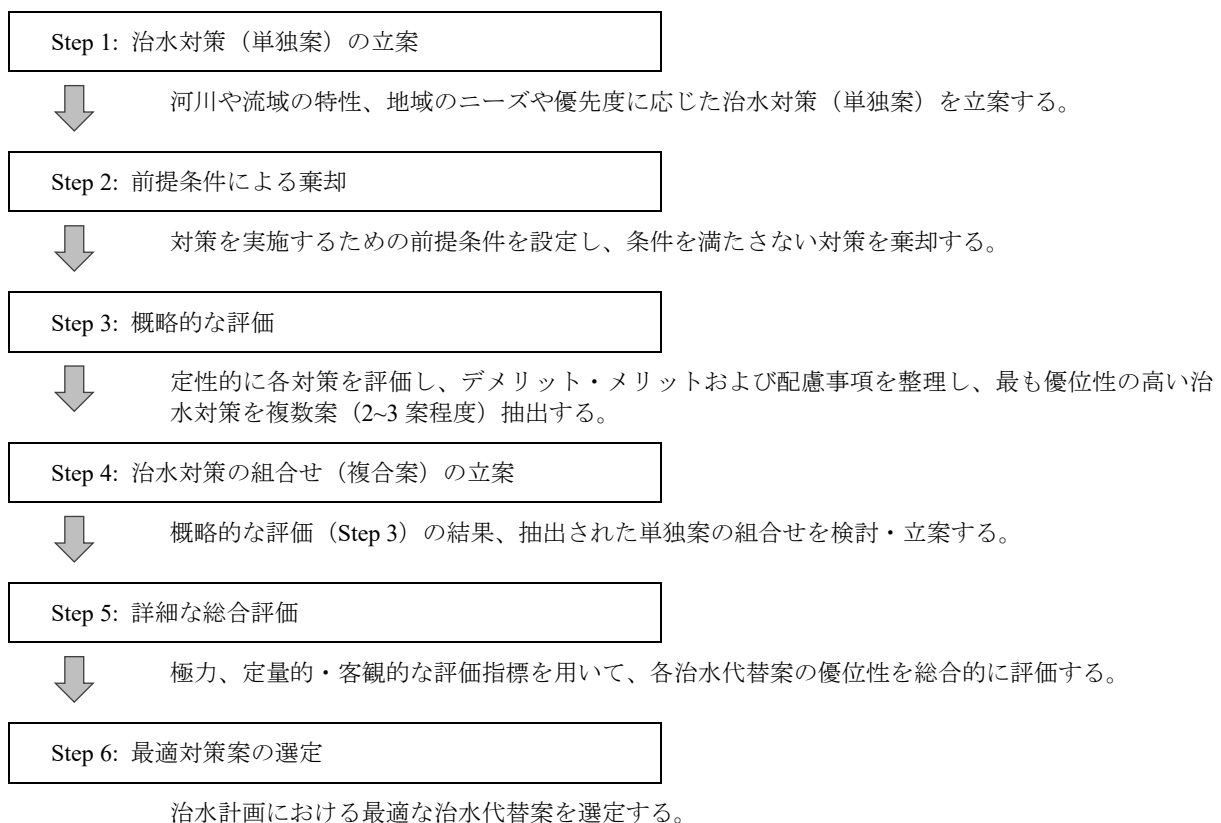 Step 1: 治水対策（単独案）の立案
河川や流域の特性、地域のニーズや優先度に応じた治水対策（単独案）を立案する。
Step 2: 前提条件による棄却
対策を実施するための前提条件を設定し、条件を満たさない対策を棄却する。
Step 3: 概略的な評価
定性的に各対策を評価し、デメリット・メリットおよび配慮事項を整理し、最も優位性の高い治
水対策を複数案（2~3 案程度）抽出する。
Step 4: 治水対策の組合せ（複合案）の立案
概略的な評価（Step 3）の結果、抽出された単独案の組合せを検討・立案する。
Step 5: 詳細な総合評価
極力、定量的・客観的な評価指標を用いて、各治水代替案の優位性を総合的に評価する。
Step 6: 最適対策案の選定
治水計画における最適な治水代替案を選定する。